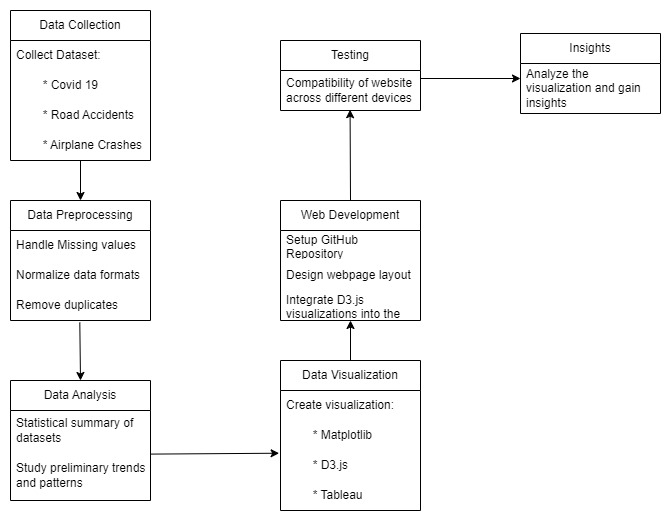 Data Collection
Collect Dataset:
* Covid 19
* Road Accidents
* Airplane Crashes
Data Preprocessing
Handle Missing values
Normalize data formats
Remove duplicates
Data Analysis
Statistical summary of
datasets
Study preliminary trends
and patterns
Data Visualization
Create visualization:
* Matplotlib
* D3.js
* Tableau
Web Development
Setup GitHub
Repository
Design webpage layout
Integrate D3.js
visualizations into the
Testing
Compatibility of website
across different devices
Insights
Analyze the
visualization and gain
insights